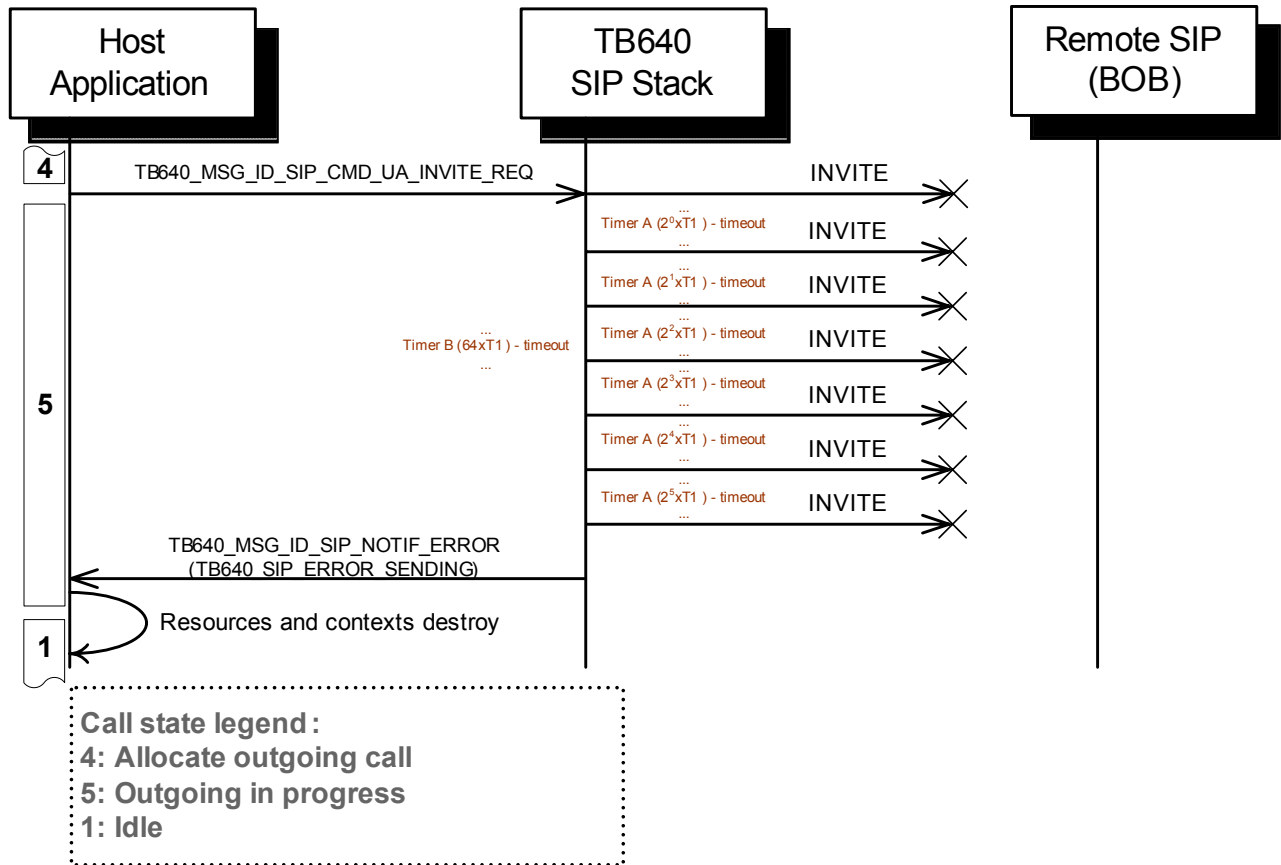 Host
Application
TB640
SIP Stack
Remote SIP
(BOB)
4
TB640_MSG_ID_SIP_CMD_UA_INVITE_REQ
INVITE
...
Timer A (2⁰xT1 ) - timeout
...
INVITE
...
Timer A (2¹xT1 ) - timeout
...
INVITE
...
Timer A (2²xT1 ) - timeout
...
INVITE
...
Timer B (64xT1 ) - timeout
...
...
Timer A (2³xT1 ) - timeout
...
INVITE
5
...
Timer A (2⁴xT1 ) - timeout
...
INVITE
...
Timer A (2⁵xT1 ) - timeout
...
INVITE
TB640_MSG_ID_SIP_NOTIF_ERROR
(TB640_SIP_ERROR_SENDING)
Resources and contexts destroy
1
Call state legend :
4: Allocate outgoing call
5: Outgoing in progress
1: Idle